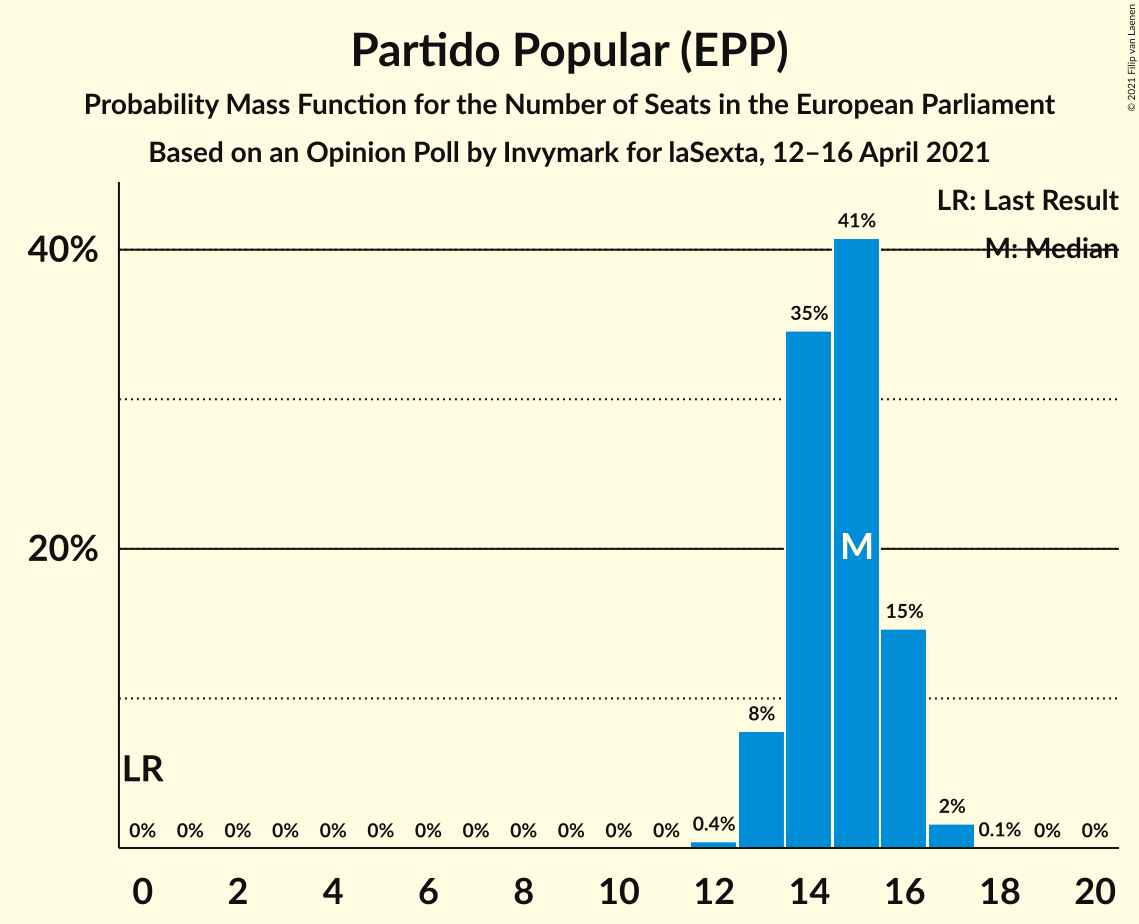 Partido Popular (EPP)
Probability Mass Function for the Number of Seats in the European Parliament
Based on an Opinion Poll by Invymark for laSexta, 12–16 April 2021
© 2021 Filip van Laenen
LR: Last Result
M: Median
40%
20%
41%
35%
M
15%
8%
LR
0% 0% 0% 0% 0% 0% 0% 0% 0% 0% 0% 0% 0.4% 2% 0.1% 0% 0%
0 2 4 6 8 10 12 14 16 18 20